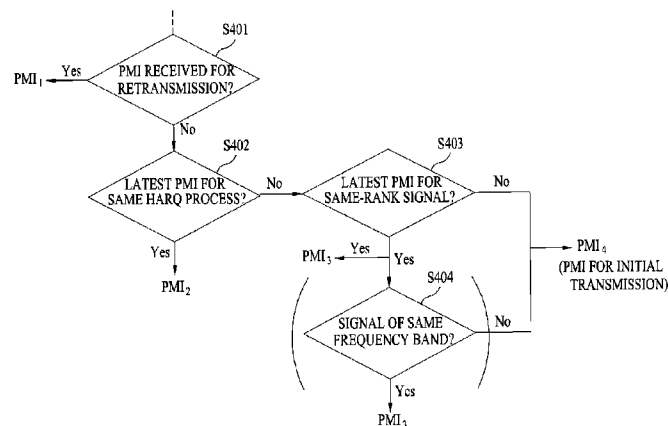 S401
PMI RECEIVED FOR
RETRANSMISSION?
Yes
PMI1
No
S402
LATEST PMI FOR
SAME HARQ PROCESS?
No
Yes
PMI2
S403
LATEST PMI FOR
SAME-RANK SIGNAL?
No
PMI4
(PMI FOR INITIAL
TRANSMISSION)
Yes
PMI3
Yes
S404
SIGNAL OF SAME
FREQUENCY BAND?
No
Yes
PMI3